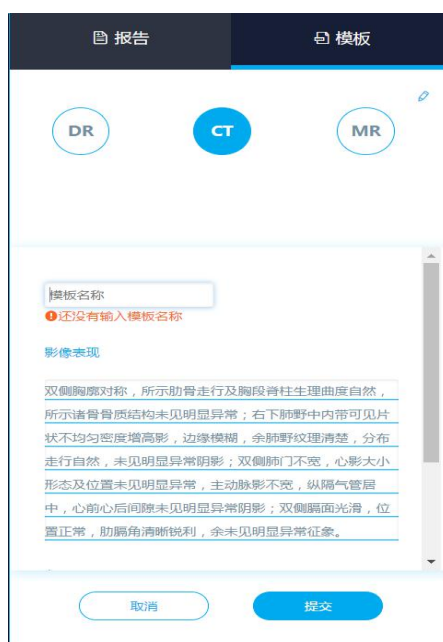 报告
模板
DR
CT
MR
模板名称
还没有输入模板名称
影像表现
双侧胸廓对称，所示肋骨走行及胸段脊柱生理曲度自然，
所示诸骨骨质结构未见明显异常；右下肺野中内带可见片
状不均匀密度增高影，边缘模糊，余肺野纹理清楚，分布
走行自然，未见明显异常阴影；双侧肺门不宽，心影大小
形态及位置未见明显异常，主动脉影不宽，纵隔气管居
中，心前心后间隙未见明显异常阴影；双侧膈面光滑，位
置正常，肋膈角清晰锐利，余未见明显异常征象。
取消
提交